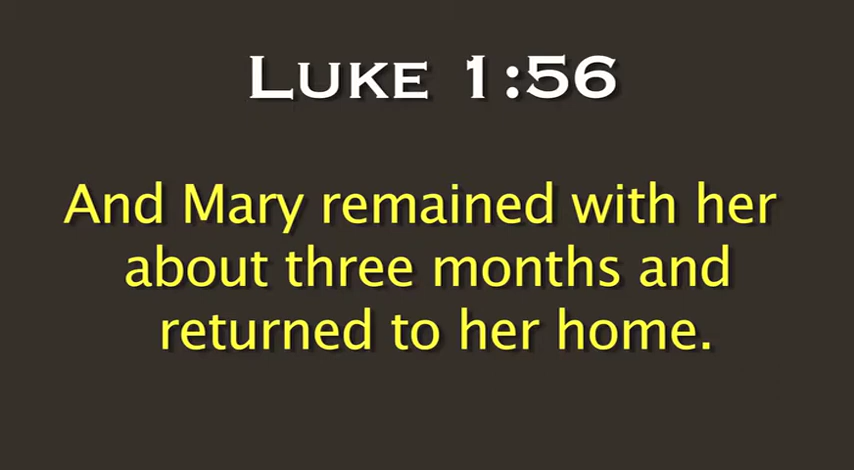 Luke 1:56
And Mary remained with her
about three months and
returned to her home.